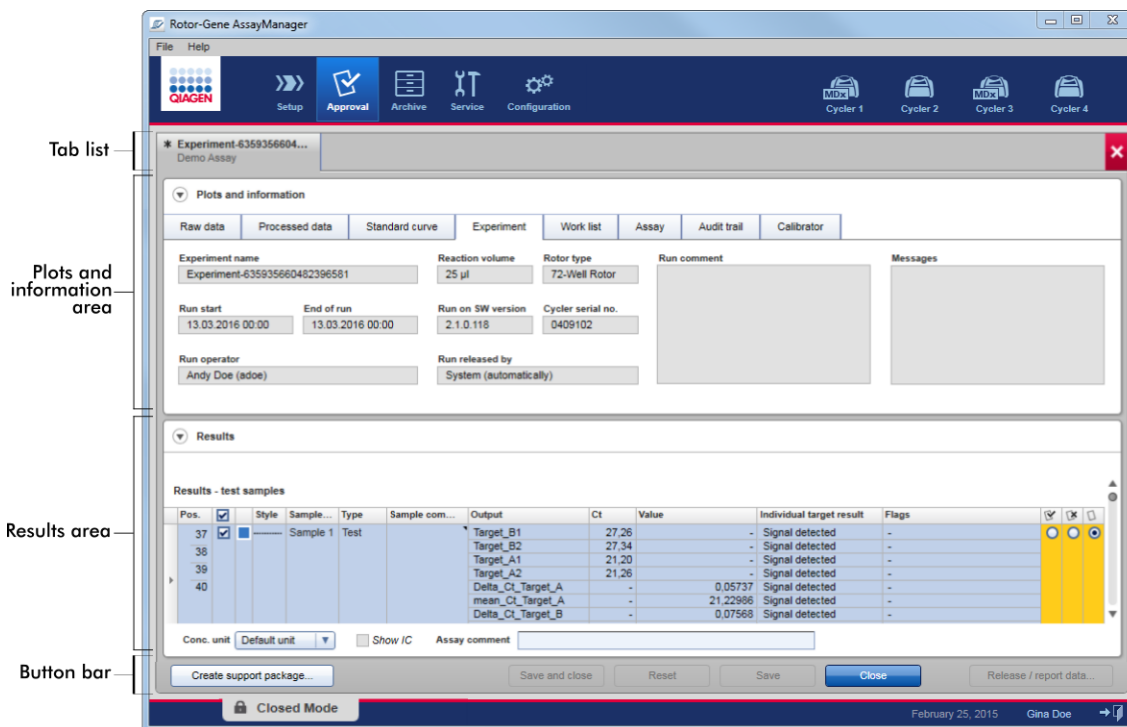 Rotor-Gene AssayManager
File Help
QIAGEN
Setup Approval Archive Service Configuration
MDx MDx
Cycler 1 Cycler 2 Cycler 3 Cycler 4
Tab list
* Experiment-6359356604...
Demo Assay
Plots and information
Raw data Processed data Standard curve Experiment Work list Assay Audit trail Calibrator
Plots and
information
area
Experiment name Reaction volume Rotor type Run comment Messages
Experiment-635935660482396581 25 µl 72-Well Rotor
Run start End of run Run on SW version Cycler serial no.
13.03.2016 00:00 13.03.2016 00:00 2.1.0.118 0409102
Run operator Run released by
Andy Doe (adoe) System (automatically)
Results
Results area
Results - test samples
Pos. Style Sample... Type Sample com... Output Ct Value Individual target result Flags
37 Sample 1 Test Target_B1 27,26 - Signal detected -
38 Target_B2 27,34 - Signal detected -
39 Target_A1 21,20 - Signal detected -
40 Target_A2 21,26 - Signal detected -
Delta_Ct_Target_A - 0,05737 Signal detected -
mean_Ct_Target_A - 21,22986 Signal detected -
Delta_Ct_Target_B - 0,07568 Signal detected -
Conc. unit Default unit Show IC Assay comment
Button bar
Create support package... Save and close Reset Save Close Release / report data...
Closed Mode
February 25, 2015 Gina Doe